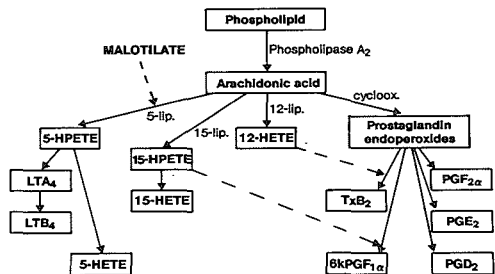 Phospholipid
MALOTILATE
Phospholipase A₂
Arachidonic acid
5-lip.
15-lip.
12-lip.
cycloox.
5-HPETE
15-HPETE
12-HETE
Prostaglandin
endoperoxides
LTA₄
15-HETE
TxB₂
PGF₂α
LTB₄
PGE₂
5-HETE
6kPGF₁α
PGD₂